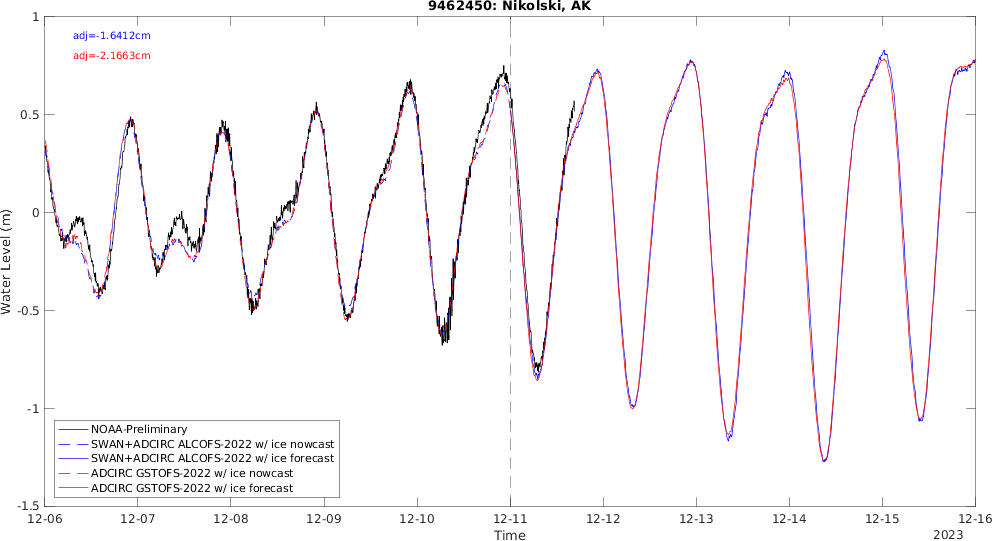 9462450: Nikolski, AK
adj=-1.6412cm
adj=-2.1663cm
1
0.5
0
-0.5
-1
-1.5
Water Level (m)
NOAA-Preliminary
SWAN+ADCIRC ALCOFS-2022 w/ ice nowcast
SWAN+ADCIRC ALCOFS-2022 w/ ice forecast
ADCIRC GSTOFS-2022 w/ ice nowcast
ADCIRC GSTOFS-2022 w/ ice forecast
12-06 12-07 12-08 12-09 12-10 12-11 12-12 12-13 12-14 12-15 12-16
Time
2023